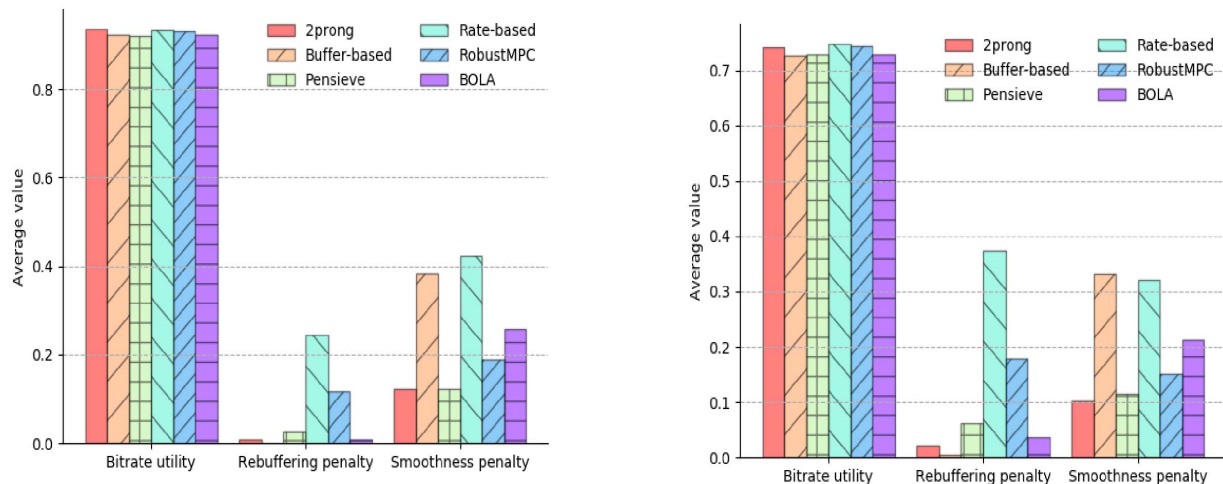 2prong
Buffer-based
Pensieve
Rate-based
RobustMPC
BOLA
Average value
0.8
0.6
0.4
0.2
0.0
Bitrate utility Rebuffering penalty Smoothness penalty
2prong
Buffer-based
Pensieve
Rate-based
RobustMPC
BOLA
Average value
0.7
0.6
0.5
0.4
0.3
0.2
0.1
0.0
Bitrate utility Rebuffering penalty Smoothness penalty